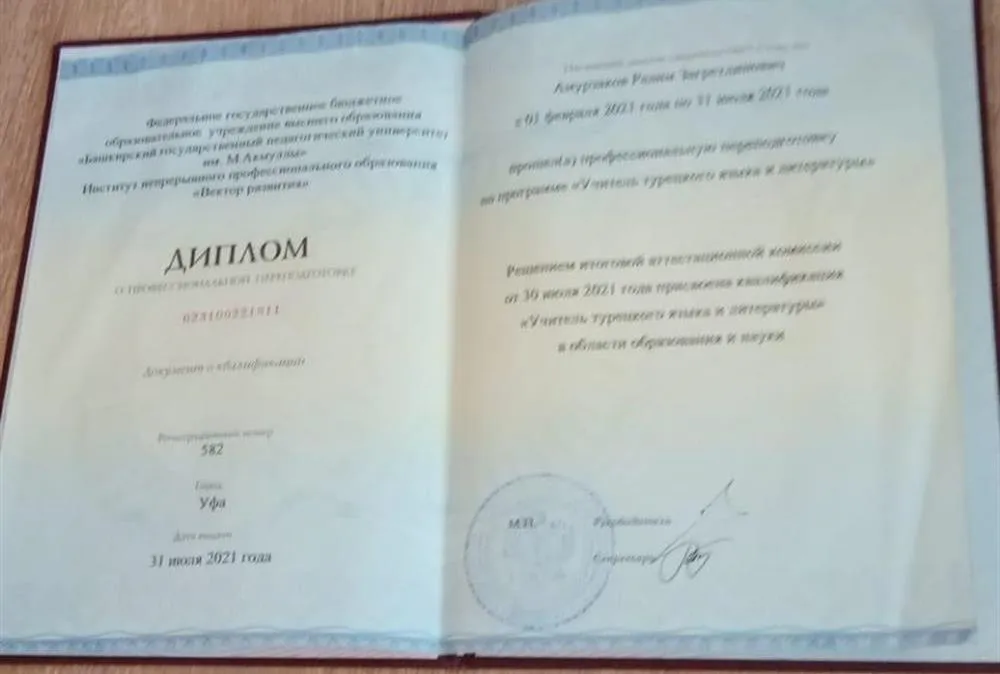 Федеральное государственное бюджетное
образовательное учреждение высшего образования
«Башкирский государственный педагогический университет
им. М.Акмуллы»
Институт непрерывного профессионального образования
«Вектор развития»
ДИПЛОМ
О ПРОФЕССИОНАЛЬНОЙ ПЕРЕПОДГОТОВКЕ
Документ о квалификации
Регистрационный номер
582
Город
Уфа
Дата выдачи
31 июля 2021 года
с 01 февраля 2021 года по 31 июля 2021 года
прошел(а) профессиональную переподготовку
по программе «Учитель турецкого языка и литературы»
Решением итоговой аттестационной комиссии
от 30 июля 2021 года присвоена квалификация
«Учитель турецкого языка и литературы»
в области образования и науки
М.П.
Руководитель
Секретарь